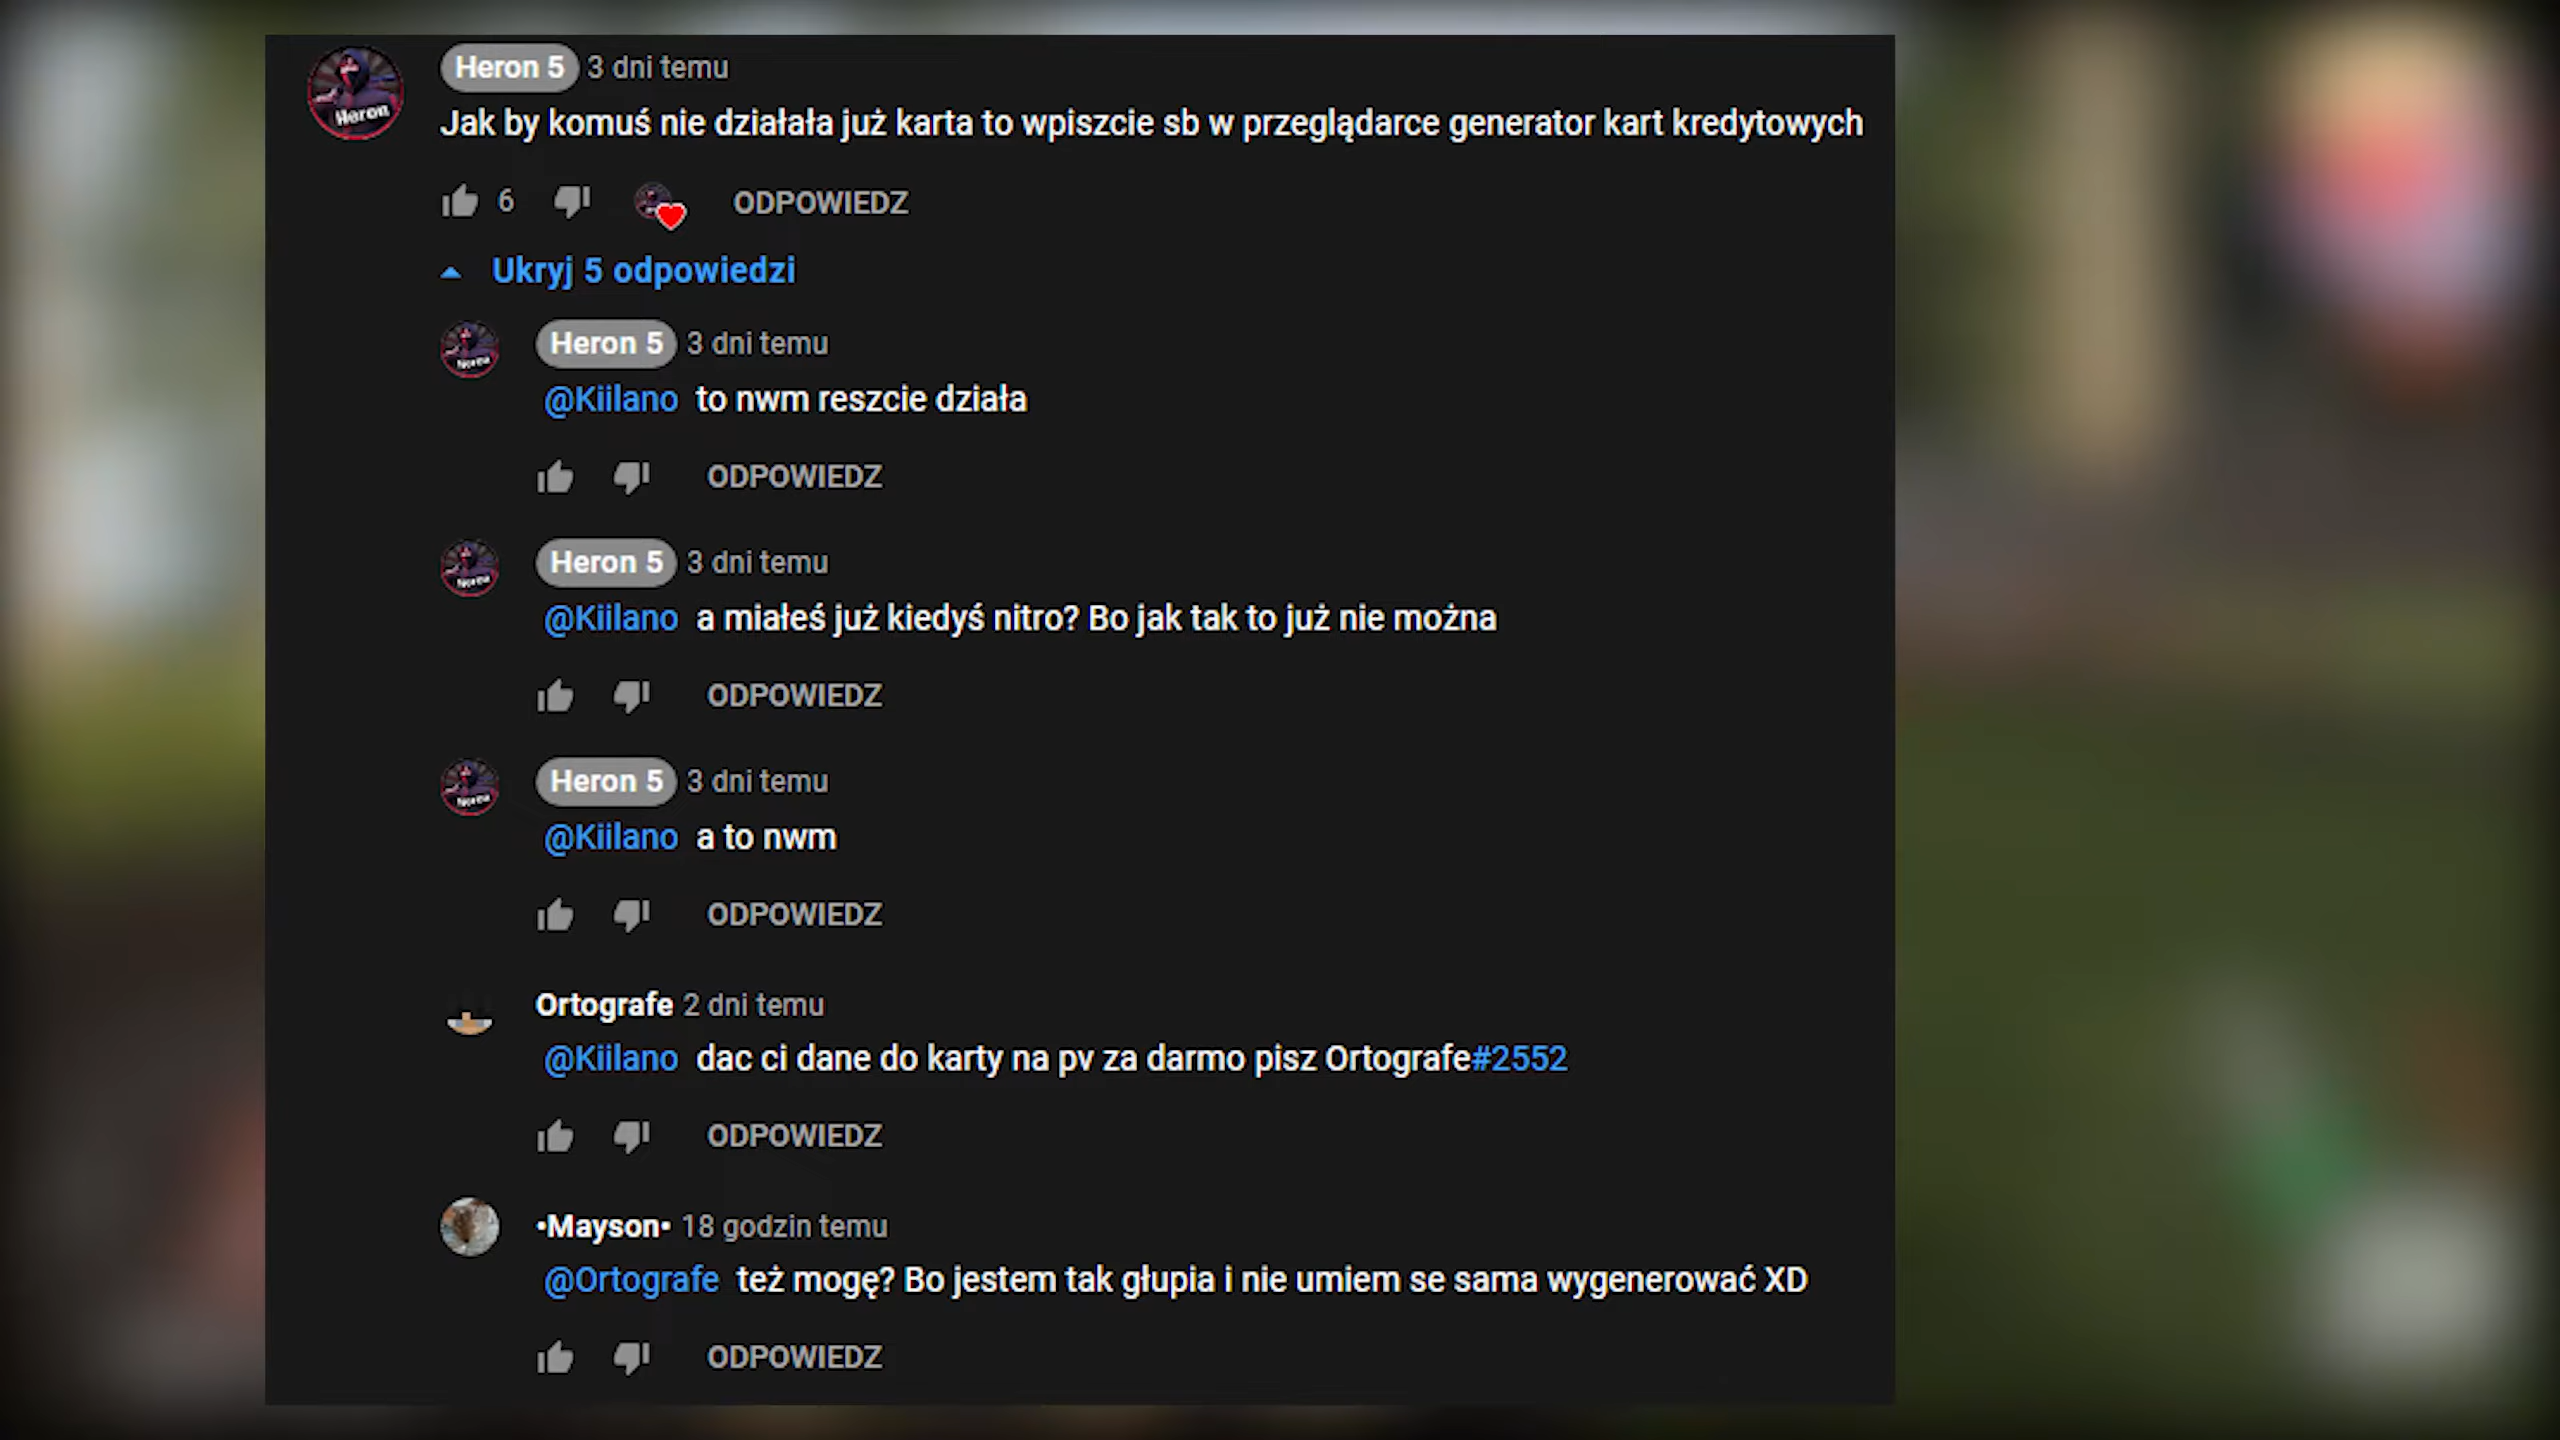 Heron 5 3 dni temu
Heron
Jak by komuś nie działała już karta to wpiszcie sb w przeglądarce generator kart kredytowych
6 ODPOWIEDZ
Ukryj 5 odpowiedzi
Heron 5 3 dni temu
@Kiilano to nwm reszcie działa
ODPOWIEDZ
Heron 5 3 dni temu
@Kiilano a miałeś już kiedyś nitro? Bo jak tak to już nie można
ODPOWIEDZ
Heron 5 3 dni temu
@Kiilano a to nwm
ODPOWIEDZ
Ortografe 2 dni temu
@Kiilano dac ci dane do karty na pv za darmo pisz Ortografe#2552
ODPOWIEDZ
•Mayson• 18 godzin temu
@Ortografe też mogę? Bo jestem tak głupia i nie umiem se sama wygenerować XD
ODPOWIEDZ